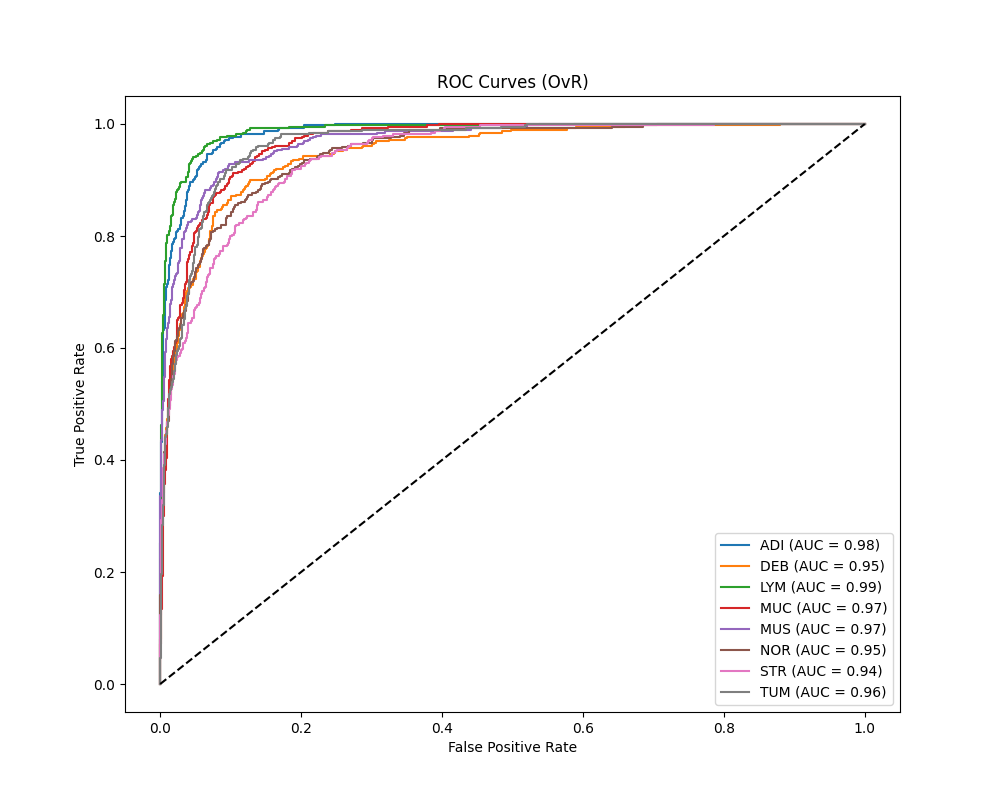 ROC Curves (OvR)
1.0
0.8
0.6
0.4
0.2
0.0
True Positive Rate
0.0 0.2 0.4 0.6 0.8 1.0
False Positive Rate
ADI (AUC = 0.98)
DEB (AUC = 0.95)
LYM (AUC = 0.99)
MUC (AUC = 0.97)
MUS (AUC = 0.97)
NOR (AUC = 0.95)
STR (AUC = 0.94)
TUM (AUC = 0.96)